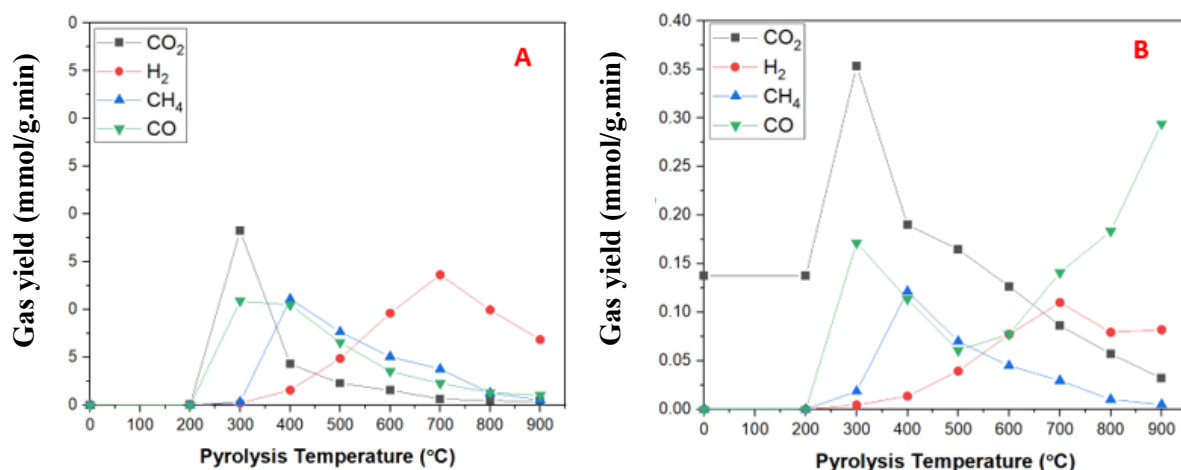 Gas yield (mmol/g.min)
0
5
0
5
0
5
0
5
0
CO₂
H₂
CH₄
CO
A
0 100 200 300 400 500 600 700 800 900
Pyrolysis Temperature (°C)
Gas yield (mmol/g.min)
0.40
0.35
0.30
0.25
0.20
0.15
0.10
0.05
0.00
CO₂
H₂
CH₄
CO
B
0 100 200 300 400 500 600 700 800 900
Pyrolysis Temperature (°C)